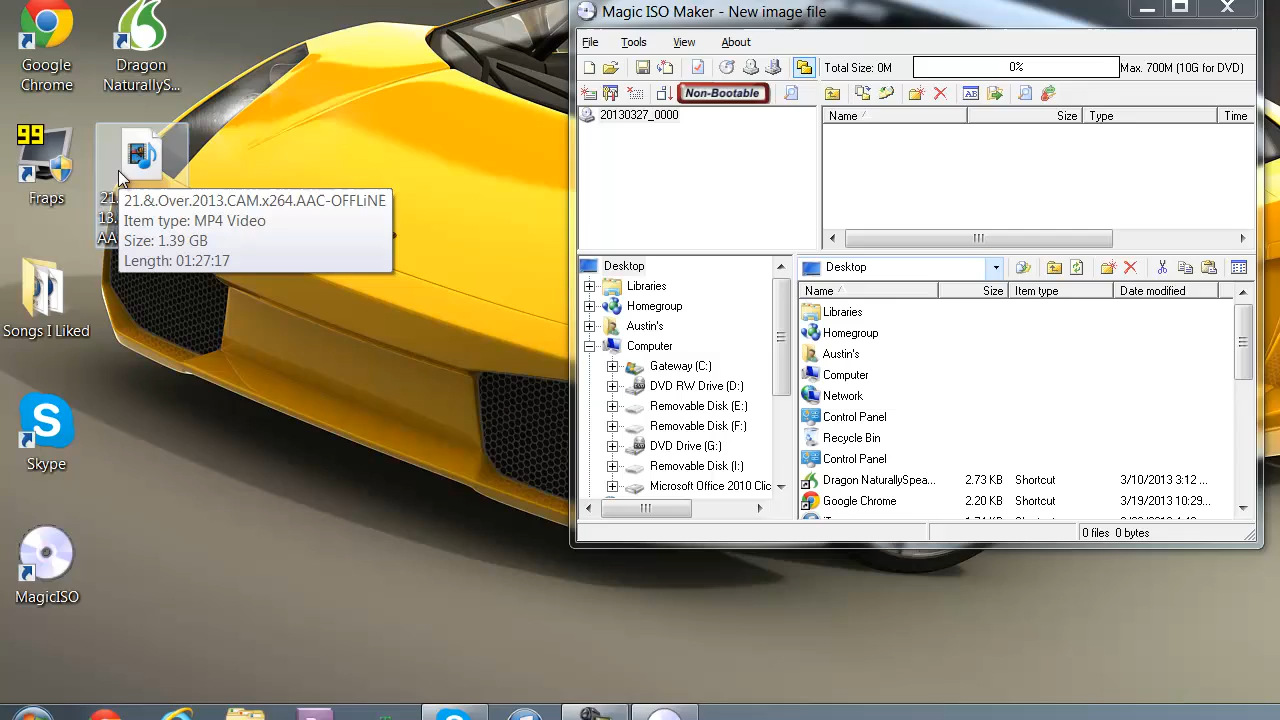 Google
Chrome
Dragon
NaturallyS...
99
Fraps
21.
13.
AA
21.&.Over.2013.CAM.x264.AAC-OFFLiNE
Item type: MP4 Video
Size: 1.39 GB
Length: 01:27:17
Songs I Liked
S
Skype
MagicISO
Magic ISO Maker - New image file
File Tools View About
Total Size: 0M 0% Max. 700M (10G for DVD)
Non-Bootable
20130327_0000
Name Size Type Time
Desktop
Libraries
Homegroup
Austin's
Computer
Gateway (C:)
DVD RW Drive (D:)
Removable Disk (E:)
Removable Disk (F:)
DVD Drive (G:)
Removable Disk (I:)
Microsoft Office 2010 Clic
Desktop
Name Size Item type Date modified
Libraries
Homegroup
Austin's
Computer
Network
Control Panel
Recycle Bin
Control Panel
Dragon NaturallySpea... 2.73 KB Shortcut 3/10/2013 3:12 ...
Google Chrome 2.20 KB Shortcut 3/19/2013 10:29...
0 files 0 bytes